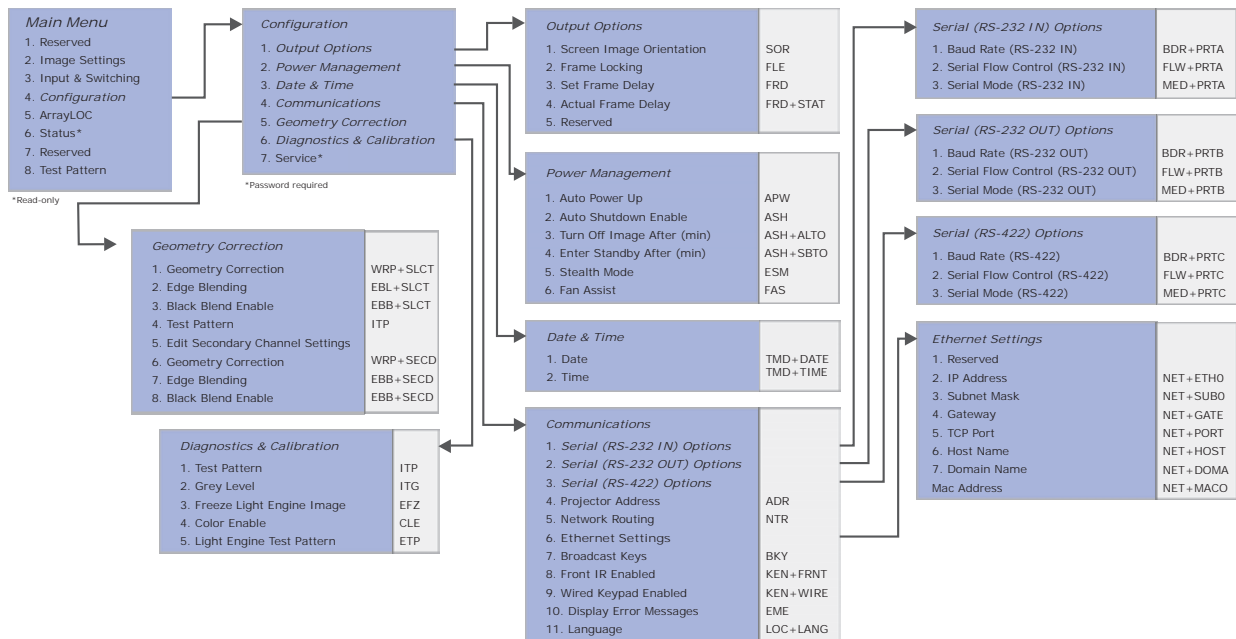 Main Menu
1. Reserved
2. Image Settings
3. Input & Switching
4. Configuration
5. ArrayLOC
6. Status*
7. Reserved
8. Test Pattern
*Read-only
Configuration
1. Output Options
2. Power Management
3. Date & Time
4. Communications
5. Geometry Correction
6. Diagnostics & Calibration
7. Service*
*Password required
Geometry Correction
1. Geometry Correction WRP+SLCT
2. Edge Blending EBL+SLCT
3. Black Blend Enable EBB+SLCT
4. Test Pattern ITP
5. Edit Secondary Channel Settings
6. Geometry Correction WRP+SECD
7. Edge Blending EBB+SECD
8. Black Blend Enable EBB+SECD
Diagnostics & Calibration
1. Test Pattern ITP
2. Grey Level ITG
3. Freeze Light Engine Image EFZ
4. Color Enable CLE
5. Light Engine Test Pattern ETP
Output Options
1. Screen Image Orientation SOR
2. Frame Locking FLE
3. Set Frame Delay FRD
4. Actual Frame Delay FRD+STAT
5. Reserved
Power Management
1. Auto Power Up APW
2. Auto Shutdown Enable ASH
3. Turn Off Image After (min) ASH+ALTO
4. Enter Standby After (min) ASH+SBTO
5. Stealth Mode ESM
6. Fan Assist FAS
Date & Time
1. Date TMD+DATE
2. Time TMD+TIME
Communications
1. Serial (RS-232 IN) Options
2. Serial (RS-232 OUT) Options
3. Serial (RS-422) Options
4. Projector Address ADR
5. Network Routing NTR
6. Ethernet Settings
7. Broadcast Keys BKY
8. Front IR Enabled KEN+FRNT
9. Wired Keypad Enabled KEN+WIRE
10. Display Error Messages EME
11. Language LOC+LANG
Serial (RS-232 IN) Options
1. Baud Rate (RS-232 IN) BDR+PRTA
2. Serial Flow Control (RS-232 IN) FLW+PRTA
3. Serial Mode (RS-232 IN) MED+PRTA
Serial (RS-232 OUT) Options
1. Baud Rate (RS-232 OUT) BDR+PRTB
2. Serial Flow Control (RS-232 OUT) FLW+PRTB
3. Serial Mode (RS-232 OUT) MED+PRTB
Serial (RS-422) Options
1. Baud Rate (RS-422) BDR+PRTC
2. Serial Flow Control (RS-422) FLW+PRTC
3. Serial Mode (RS-422) MED+PRTC
Ethernet Settings
1. Reserved
2. IP Address NET+ETH0
3. Subnet Mask NET+SUB0
4. Gateway NET+GATE
5. TCP Port NET+PORT
6. Host Name NET+HOST
7. Domain Name NET+DOMA
Mac Address NET+MACO